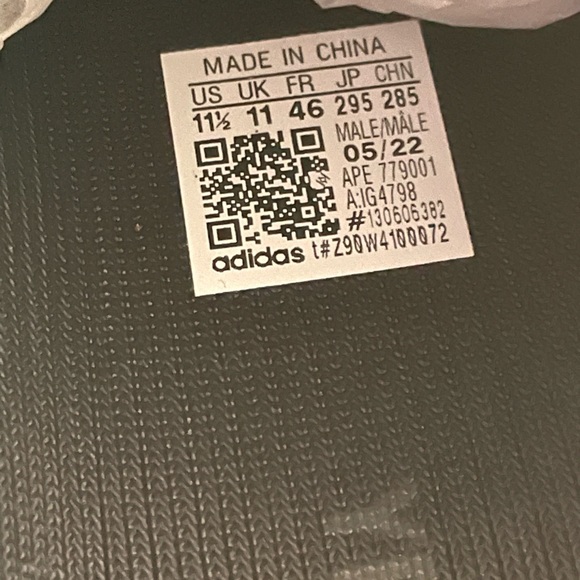 MADE IN CHINA
US UK FR JP CHN
11½ 11 46 295 285
MALE/MÂLE
05/22
APE 779001
A:IG4798
#130606382
adidas t#Z90W4100072